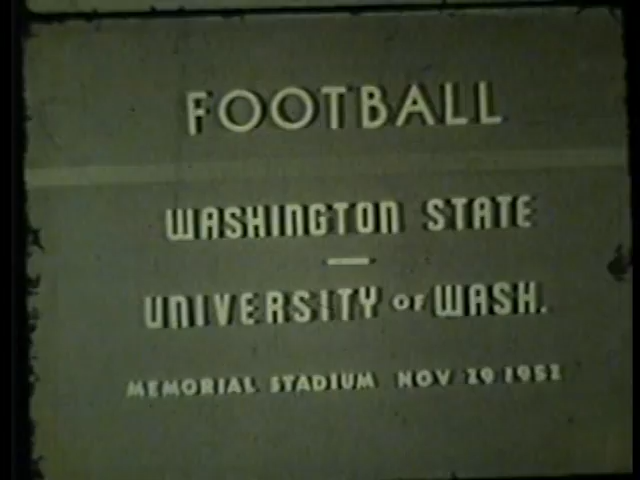 FOOTBALL
WASHINGTON STATE
—
UNIVERSITY OF WASH.
MEMORIAL STADIUM NOV 29 1952